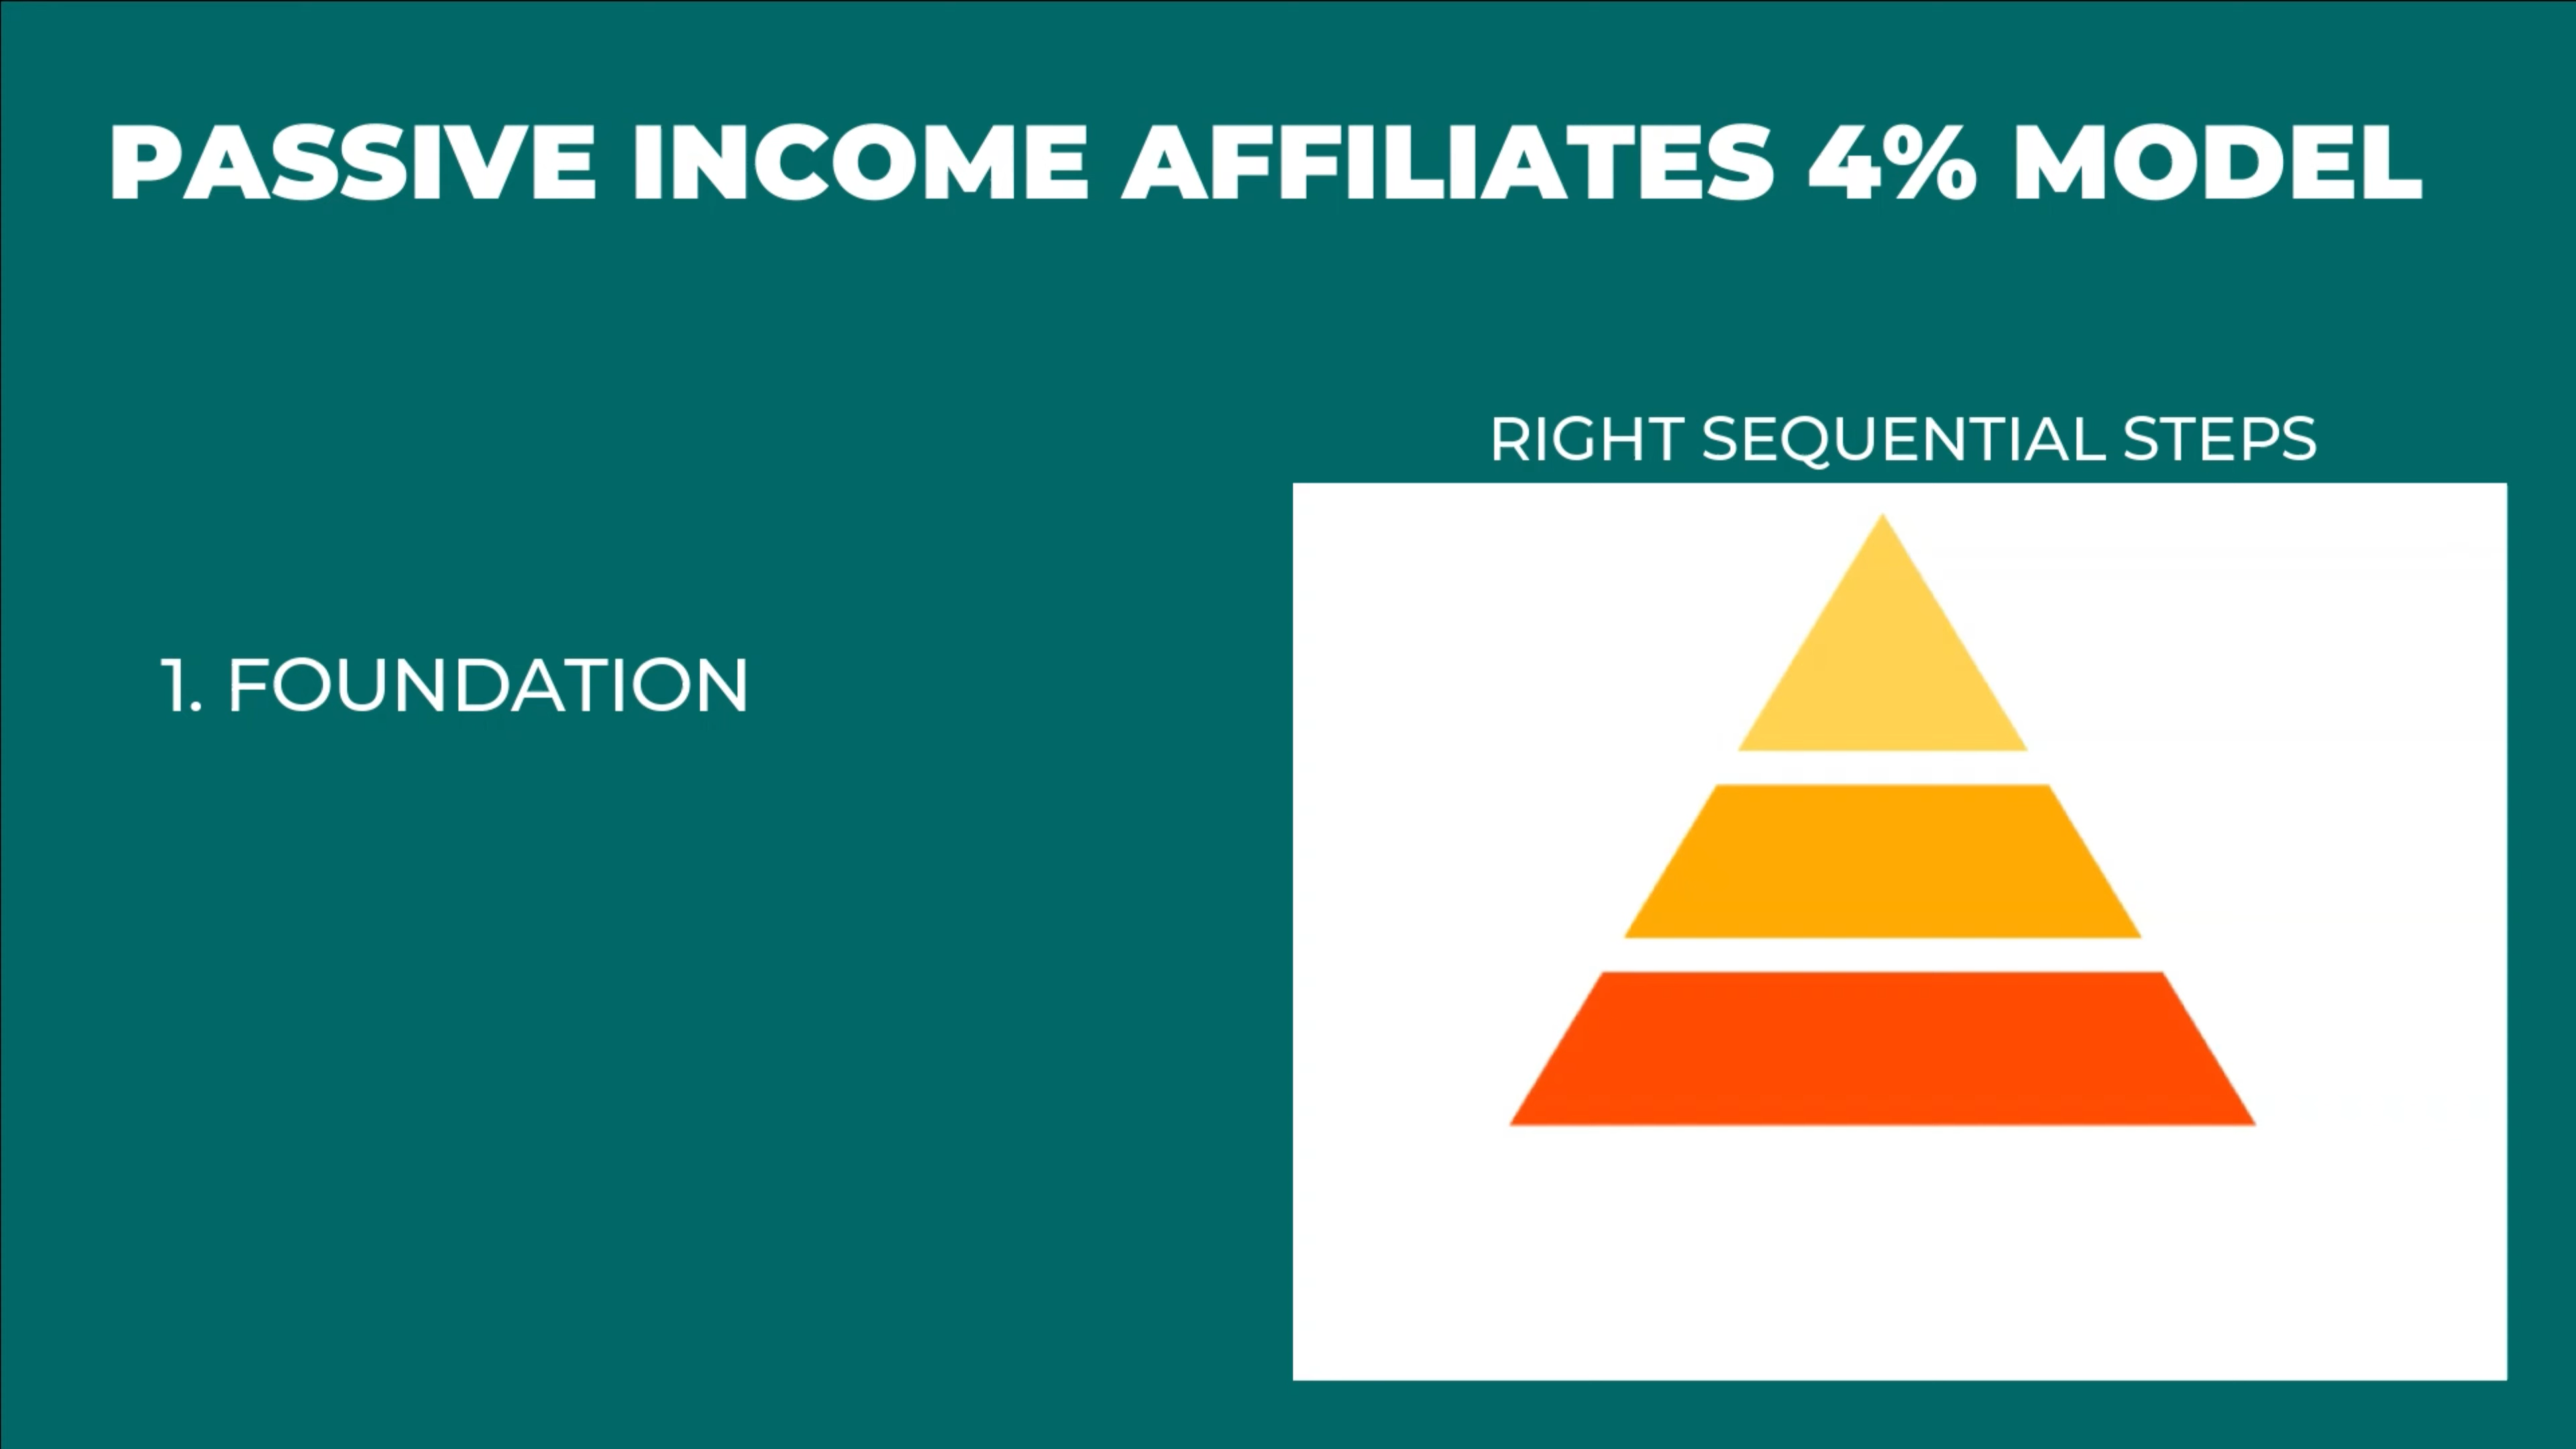 PASSIVE INCOME AFFILIATES 4% MODEL
RIGHT SEQUENTIAL STEPS
1. FOUNDATION